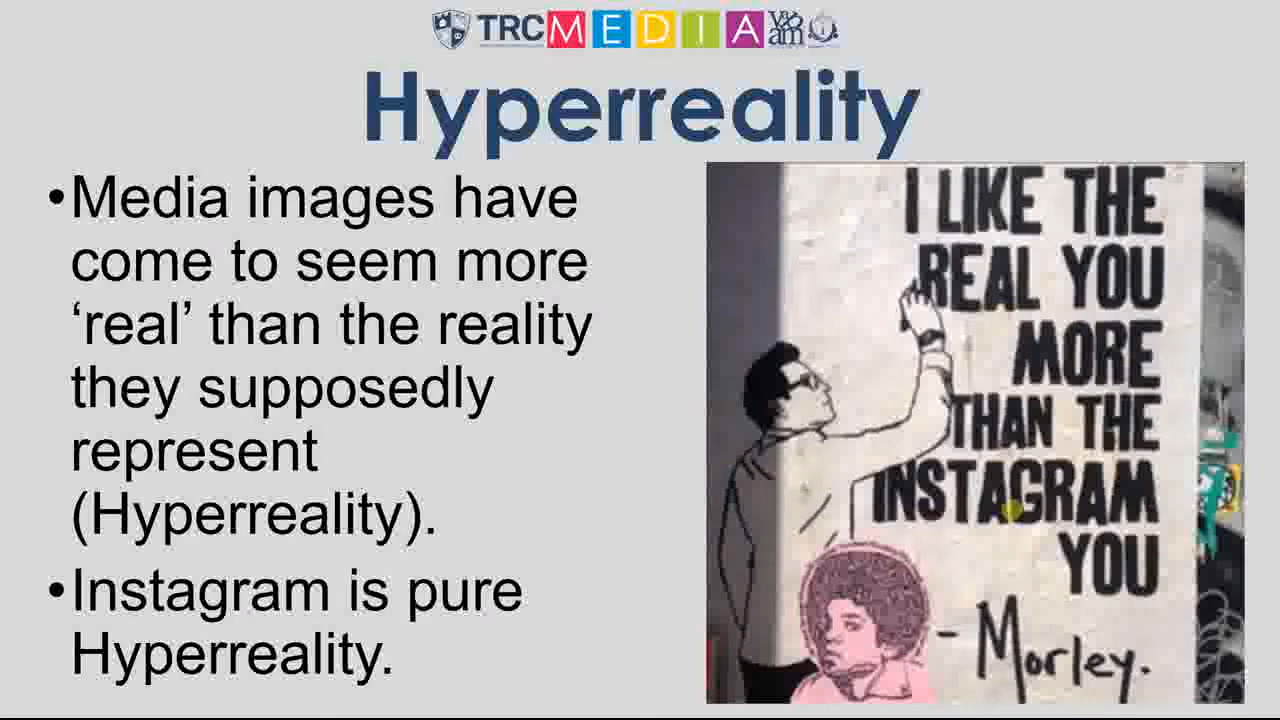 TRC MEDIA
Hyperreality
•Media images have
come to seem more
‘real’ than the reality
they supposedly
represent
(Hyperreality).
•Instagram is pure
Hyperreality.
I LIKE THE
REAL YOU
MORE
THAN THE
INSTAGRAM
YOU
- Morley.